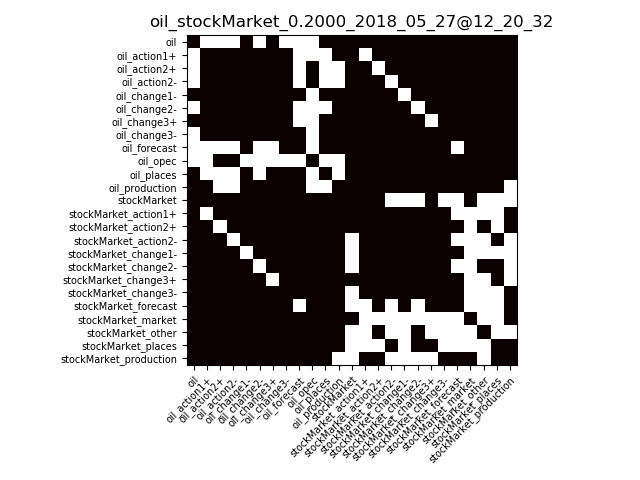 oil_stockMarket_0.2000_2018_05_27@12_20_32
oil
oil_action1+
oil_action2+
oil_action2-
oil_change1-
oil_change2-
oil_change3+
oil_change3-
oil_forecast
oil_opec
oil_places
oil_production
stockMarket
stockMarket_action1+
stockMarket_action2+
stockMarket_action2-
stockMarket_change1-
stockMarket_change2-
stockMarket_change3+
stockMarket_change3-
stockMarket_forecast
stockMarket_market
stockMarket_other
stockMarket_places
stockMarket_production
oil
oil_action1+
oil_action2+
oil_action2-
oil_change1-
oil_change2-
oil_change3+
oil_change3-
oil_forecast
oil_opec
oil_places
oil_production
stockMarket
stockMarket_action1+
stockMarket_action2+
stockMarket_action2-
stockMarket_change1-
stockMarket_change2-
stockMarket_change3+
stockMarket_change3-
stockMarket_forecast
stockMarket_market
stockMarket_other
stockMarket_places
stockMarket_production